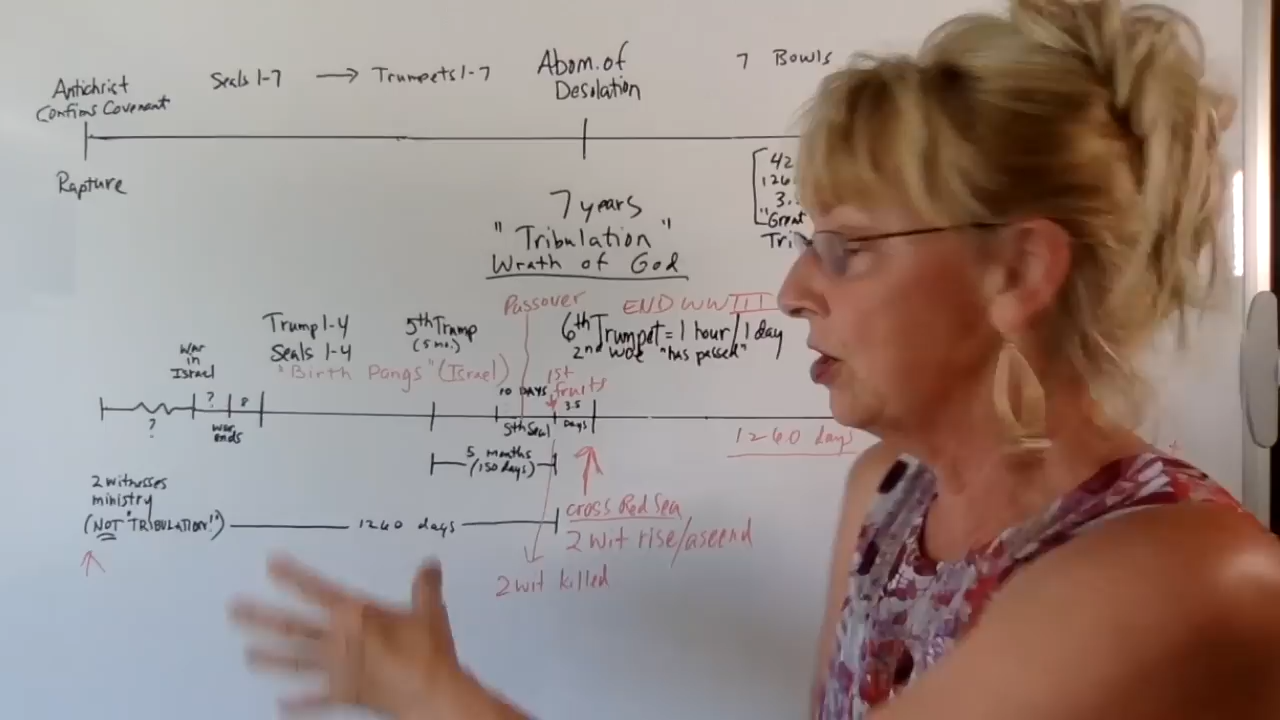 Antichrist
Confirms Covenant
Seals 1-7 → Trumpets 1-7
Abom. of
Desolation
7 Bowls
Rapture
42
126
3..
"Great
Tri
7 years
"Tribulation"
Wrath of God
Passover
END WW III
War
in
Israel
Trump 1-4
Seals 1-4
"Birth Pangs" (Israel)
5th Trump
(5 mo.)
6th Trumpet = 1 hour/1 day
2nd woe "has passed"
10 DAYS
1st
fruits
?
8
3.5
Days
?
war
ends
5th Seal
1260 days
5 months
(150 days)
2 witnesses
ministry
(NOT "TRIBULATION!")
1260 days
cross Red Sea
2 wit rise/ascend
2 wit killed